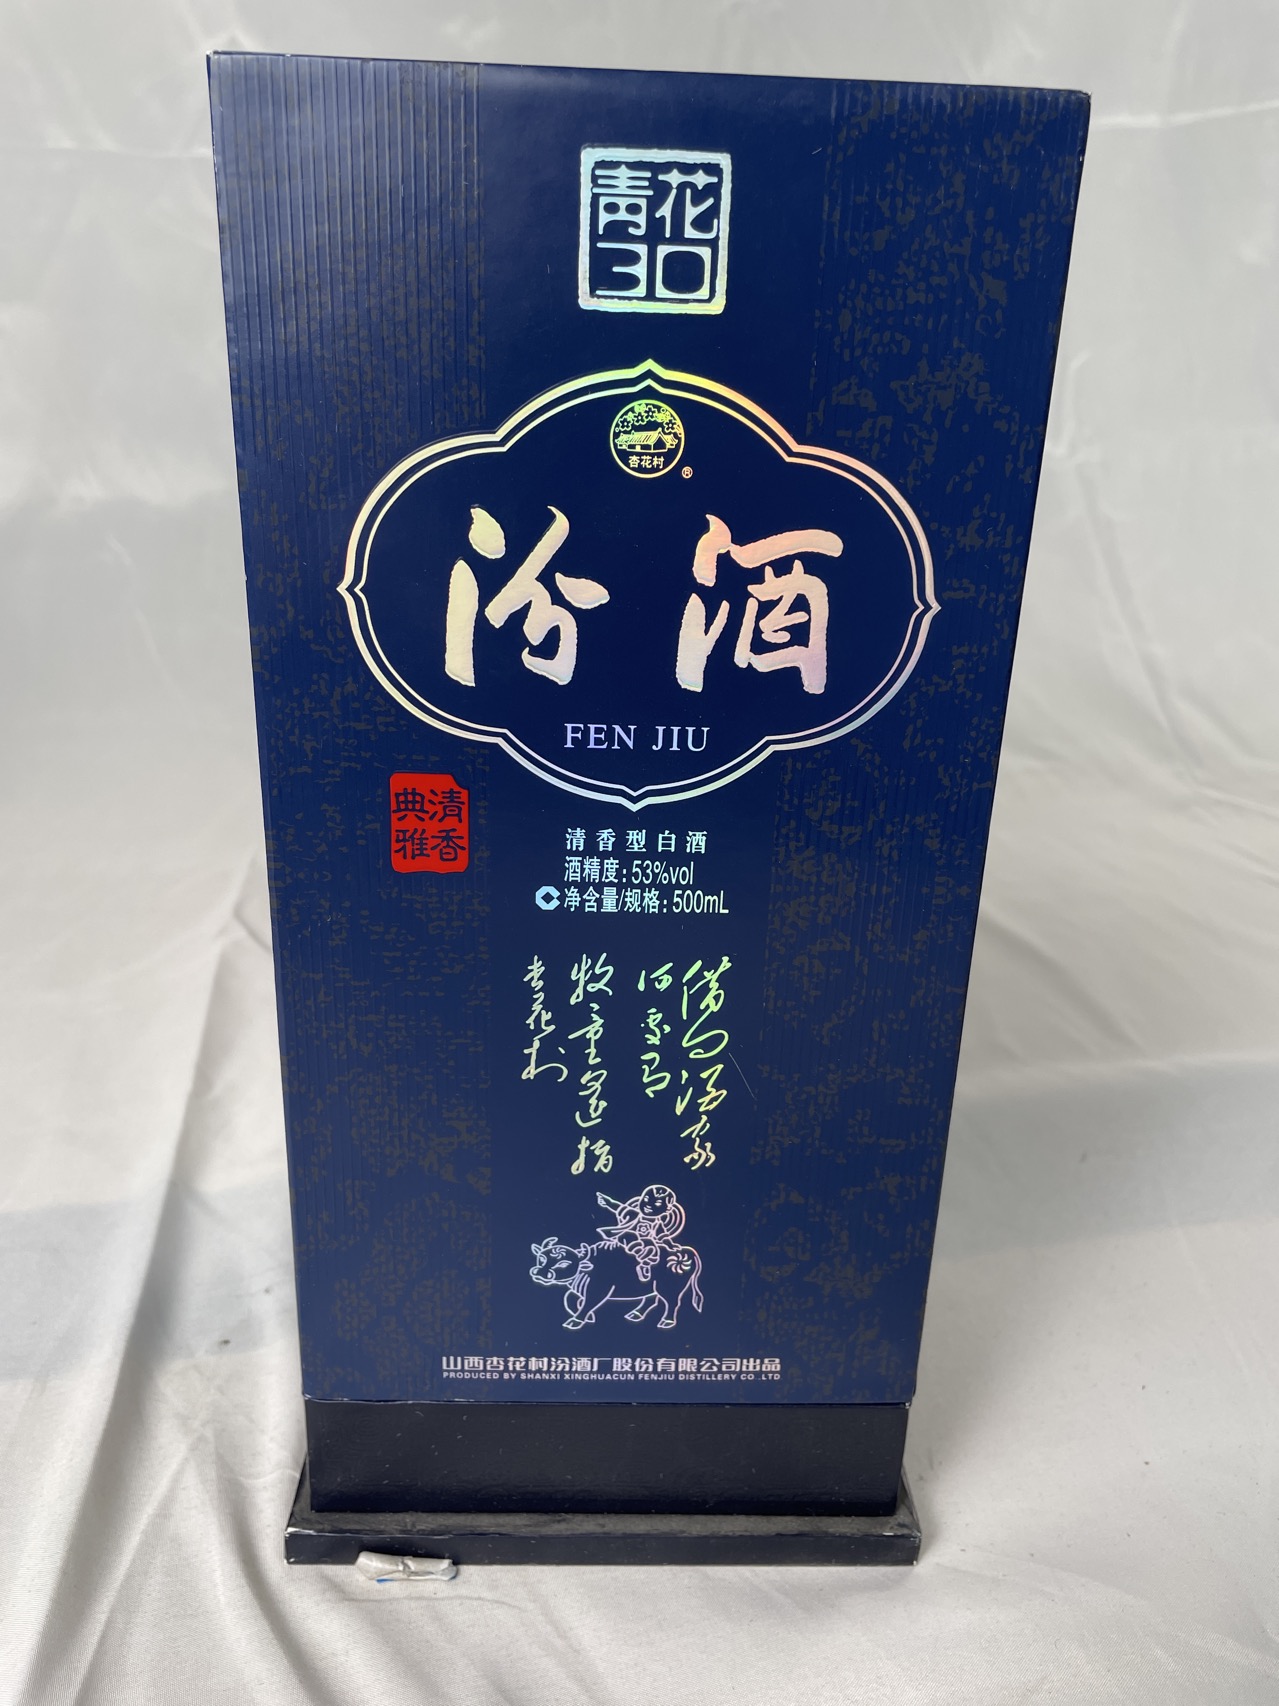 青花
30
杏花村
®
汾酒
FEN JIU
清香
典雅
清香型白酒
酒精度:53%vol
净含量/规格:500mL
借问酒家
何处有
牧童遥指
杏花村
山西杏花村汾酒厂股份有限公司出品
PRODUCED BY SHANXI XINGHUACUN FENJIU DISTILLERY CO .LTD